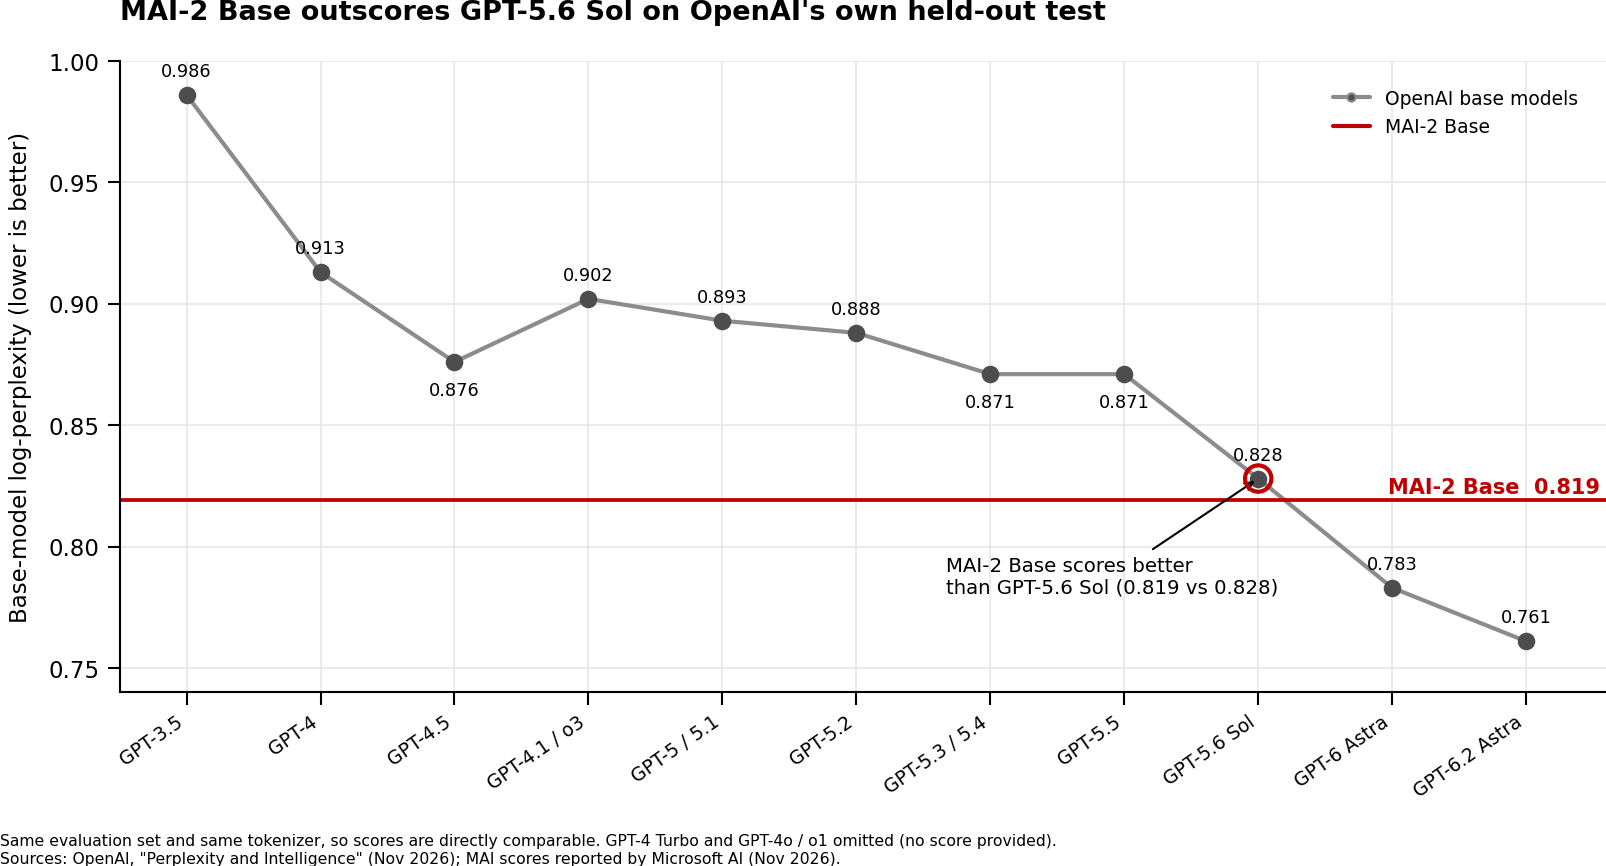 MAI-2 Base outscores GPT-5.6 Sol on OpenAI's own held-out test
Base-model log-perplexity (lower is better)
1.00
0.95
0.90
0.85
0.80
0.75
OpenAI base models
MAI-2 Base
0.986
0.913
0.876
0.902
0.893
0.888
0.871
0.871
0.828
0.783
0.761
MAI-2 Base 0.819
MAI-2 Base scores better
than GPT-5.6 Sol (0.819 vs 0.828)
GPT-3.5
GPT-4
GPT-4.5
GPT-4.1 / o3
GPT-5 / 5.1
GPT-5.2
GPT-5.3 / 5.4
GPT-5.5
GPT-5.6 Sol
GPT-6 Astra
GPT-6.2 Astra
Same evaluation set and same tokenizer, so scores are directly comparable. GPT-4 Turbo and GPT-4o / o1 omitted (no score provided).
Sources: OpenAI, "Perplexity and Intelligence" (Nov 2026); MAI scores reported by Microsoft AI (Nov 2026).